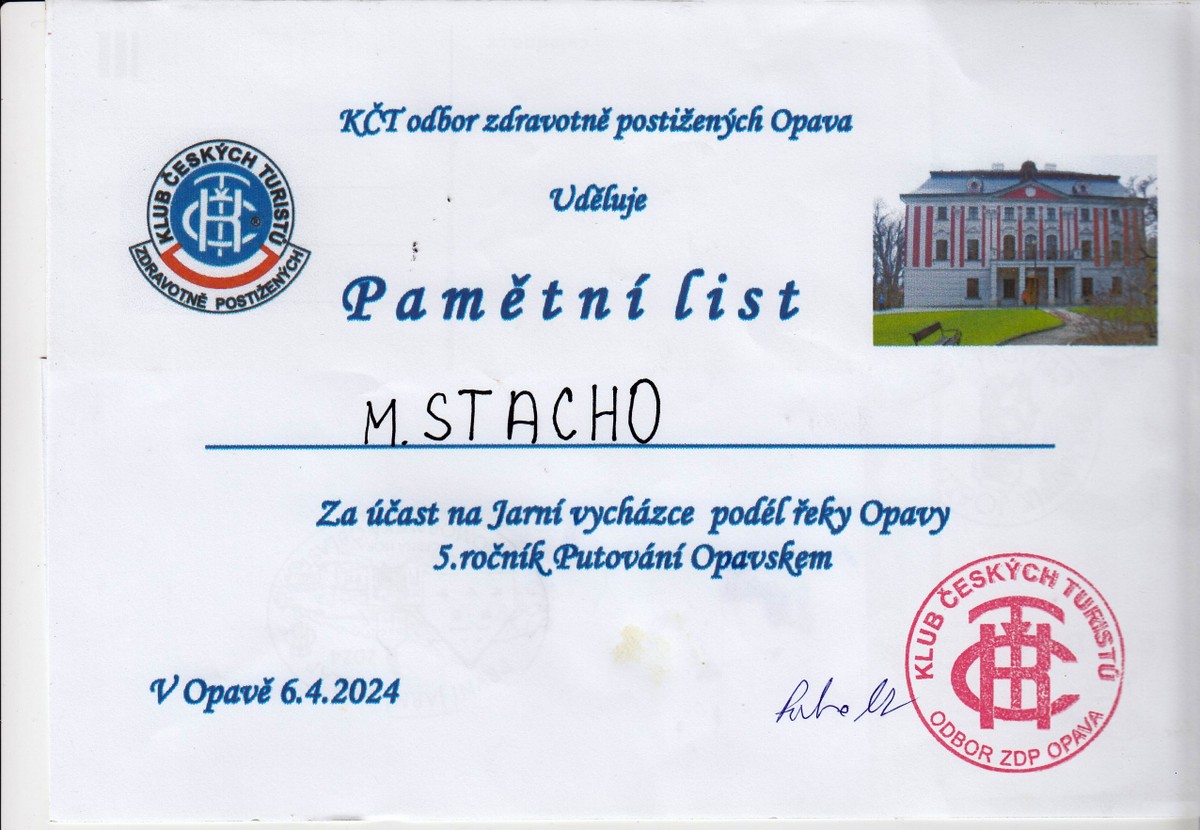 KČT odbor zdravotně postižených Opava
KLUB ČESKÝCH TURISTŮ
ZDRAVOTNĚ POSTIŽENÝCH
Uděluje
Pamětní list
M. STACHO
Za účast na Jarní vycházce podél řeky Opavy
5.ročník Putování Opavskem
V Opavě 6.4.2024
KLUB ČESKÝCH TURISTŮ
ODBOR ZDP OPAVA